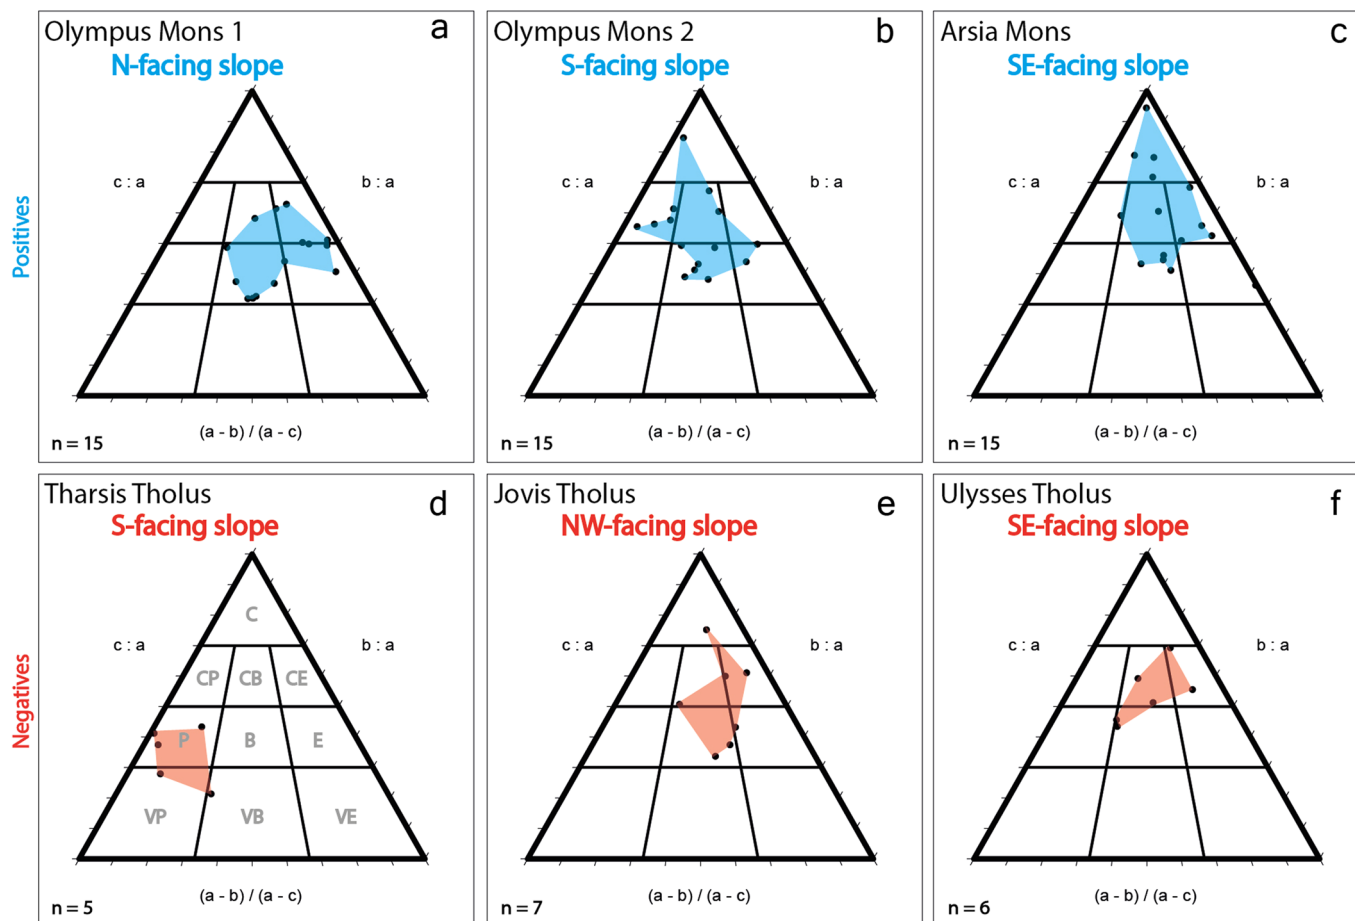 Olympus Mons 1
a
N-facing slope
c : a
b : a
(a - b) / (a - c)
n = 15
Olympus Mons 2
b
S-facing slope
c : a
b : a
(a - b) / (a - c)
n = 15
Arsia Mons
c
SE-facing slope
c : a
b : a
(a - b) / (a - c)
n = 15
Positives
Tharsis Tholus
d
S-facing slope
C
c : a
b : a
CP CB CE
P B E
VP VB VE
(a - b) / (a - c)
n = 5
Jovis Tholus
e
NW-facing slope
c : a
b : a
(a - b) / (a - c)
n = 7
Ulysses Tholus
f
SE-facing slope
c : a
b : a
(a - b) / (a - c)
n = 6
Negatives